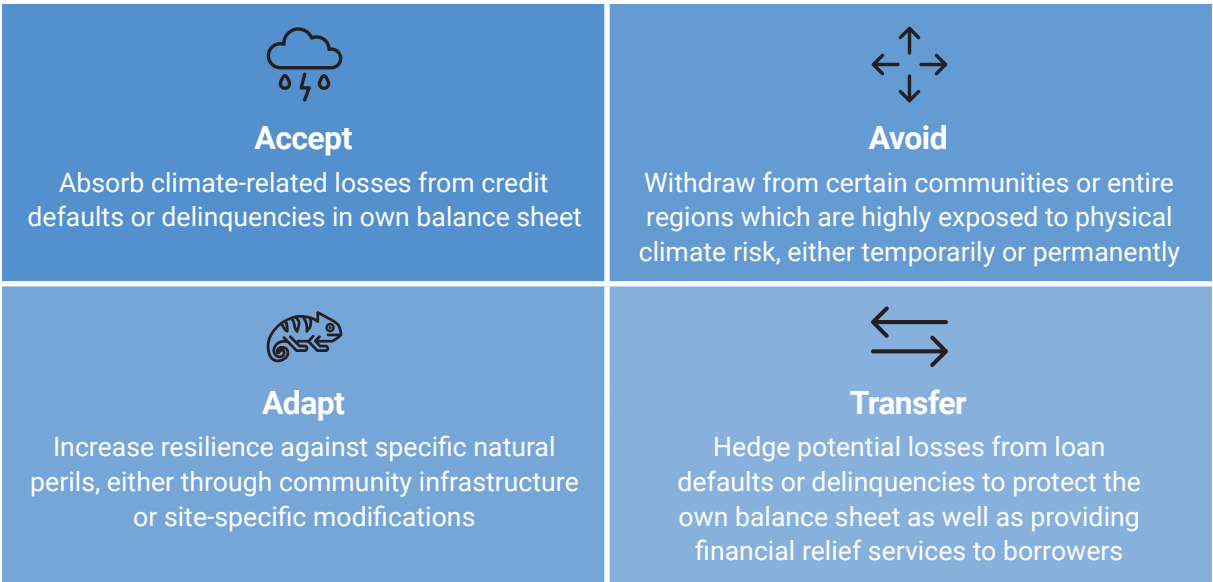 Accept
Absorb climate-related losses from credit
defaults or delinquencies in own balance sheet
Avoid
Withdraw from certain communities or entire
regions which are highly exposed to physical
climate risk, either temporarily or permanently
Adapt
Increase resilience against specific natural
perils, either through community infrastructure
or site-specific modifications
Transfer
Hedge potential losses from loan
defaults or delinquencies to protect the
own balance sheet as well as providing
financial relief services to borrowers